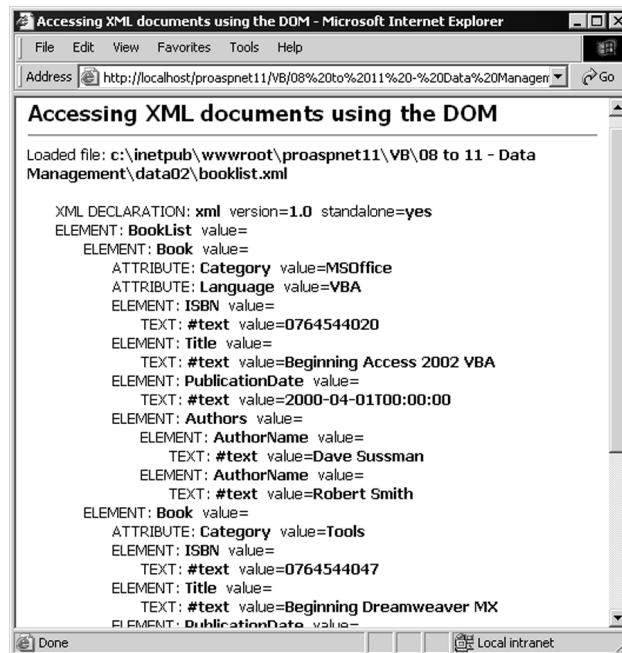 Accessing XML documents using the DOM - Microsoft Internet Explorer
File Edit View Favorites Tools Help
Address http://localhost/proaspnet11/VB/08%20to%2011%20-%20Data%20Managem Go
Accessing XML documents using the DOM
Loaded file: c:\inetpub\wwwroot\proaspnet11\VB\08 to 11 - Data
Management\data02\booklist.xml
XML DECLARATION: xml version=1.0 standalone=yes
ELEMENT: BookList value=
ELEMENT: Book value=
ATTRIBUTE: Category value=MSOffice
ATTRIBUTE: Language value=VBA
ELEMENT: ISBN value=
TEXT: #text value=0764544020
ELEMENT: Title value=
TEXT: #text value=Beginning Access 2002 VBA
ELEMENT: PublicationDate value=
TEXT: #text value=2000-04-01T00:00:00
ELEMENT: Authors value=
ELEMENT: AuthorName value=
TEXT: #text value=Dave Sussman
ELEMENT: AuthorName value=
TEXT: #text value=Robert Smith
ELEMENT: Book value=
ATTRIBUTE: Category value=Tools
ELEMENT: ISBN value=
TEXT: #text value=0764544047
ELEMENT: Title value=
TEXT: #text value=Beginning Dreamweaver MX
ELEMENT: PublicationDate value=
Done Local intranet